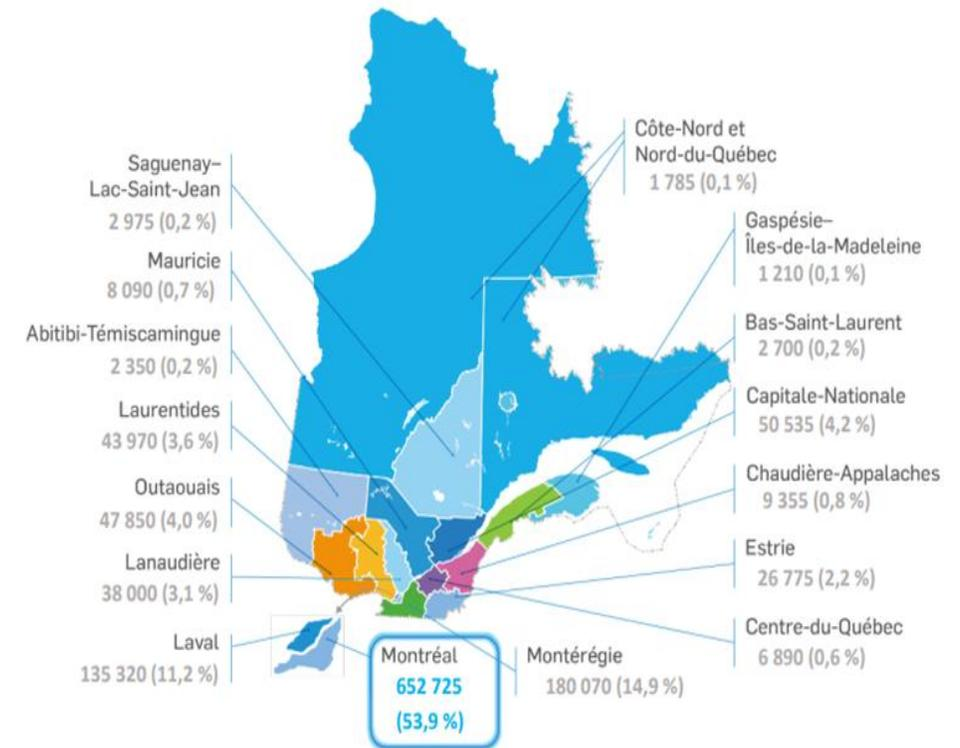 Saguenay–
Lac-Saint-Jean
2 975 (0,2 %)
Mauricie
8 090 (0,7 %)
Abitibi-Témiscamingue
2 350 (0,2 %)
Laurentides
43 970 (3,6 %)
Outaouais
47 850 (4,0 %)
Lanaudière
38 000 (3,1 %)
Laval
135 320 (11,2 %)
Montréal
652 725
(53,9 %)
Montérégie
180 070 (14,9 %)
Côte-Nord et
Nord-du-Québec
1 785 (0,1 %)
Gaspésie–
Îles-de-la-Madeleine
1 210 (0,1 %)
Bas-Saint-Laurent
2 700 (0,2 %)
Capitale-Nationale
50 535 (4,2 %)
Chaudière-Appalaches
9 355 (0,8 %)
Estrie
26 775 (2,2 %)
Centre-du-Québec
6 890 (0,6 %)